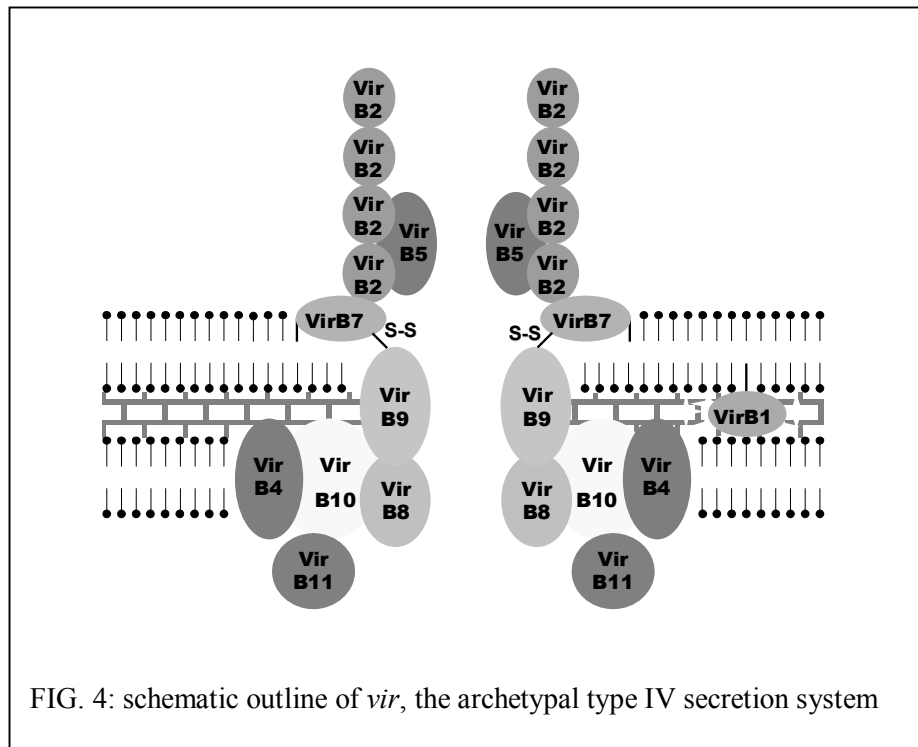 Vir
B2
Vir
B2
Vir
B2
Vir
B2
Vir
B2
Vir
B5
Vir
B5
Vir
B2
Vir
B2
Vir
B2
VirB7
S-S
S-S
VirB7
Vir
B9
Vir
B9
VirB1
Vir
B4
Vir
B10
Vir
B8
Vir
B8
Vir
B10
Vir
B4
Vir
B11
Vir
B11
FIG. 4: schematic outline of vir, the archetypal type IV secretion system